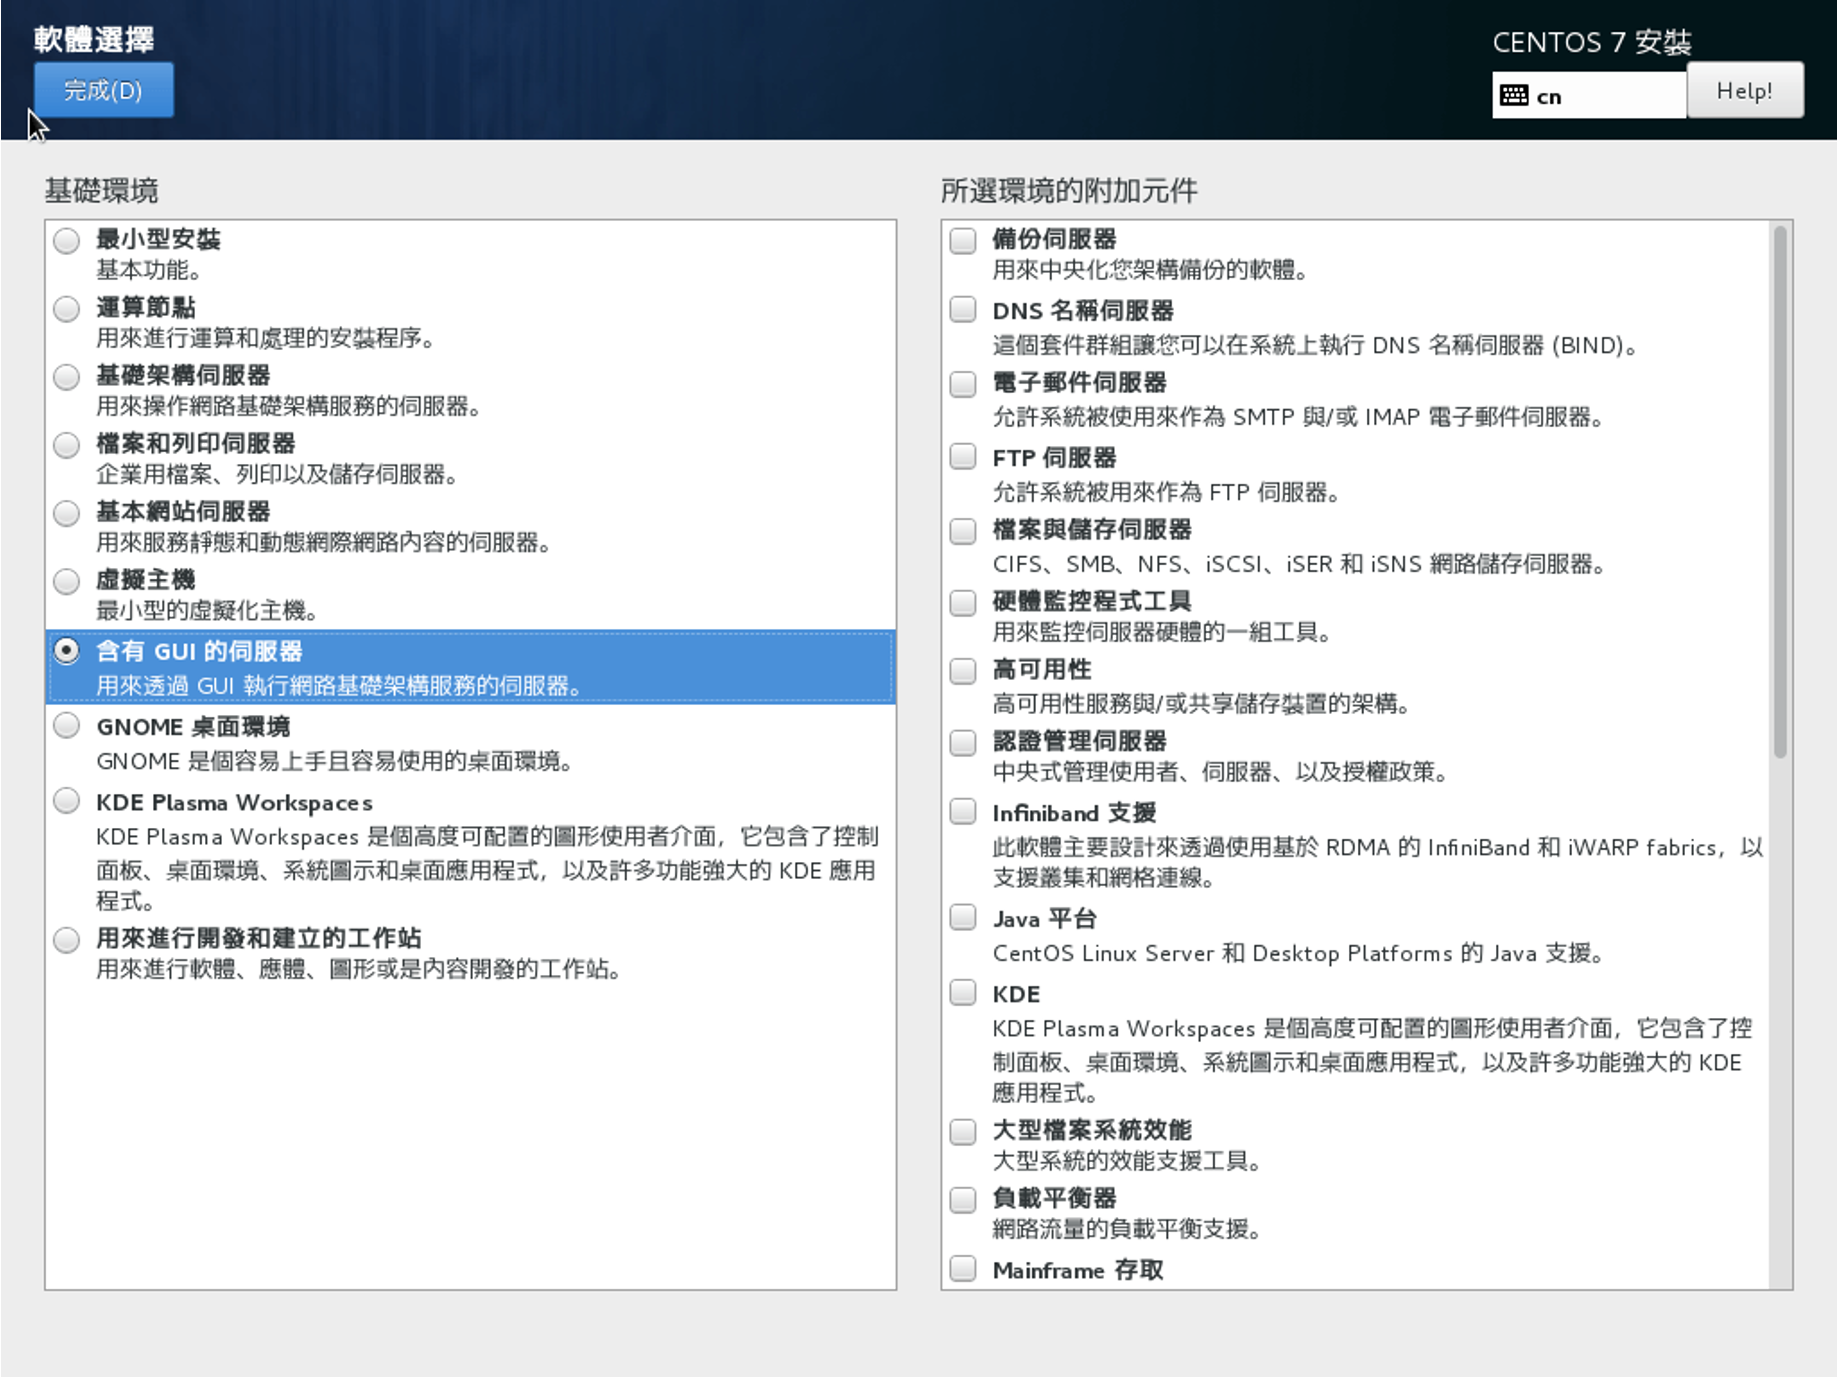 軟體選擇
完成(D)
CENTOS 7 安裝
cn
Help!
基礎環境
最小型安裝
基本功能。
運算節點
用來進行運算和處理的安裝程序。
基礎架構伺服器
用來操作網路基礎架構服務的伺服器。
檔案和列印伺服器
企業用檔案、列印以及儲存伺服器。
基本網站伺服器
用來服務靜態和動態網際網路內容的伺服器。
虛擬主機
最小型的虛擬化主機。
含有 GUI 的伺服器
用來透過 GUI 執行網路基礎架構服務的伺服器。
GNOME 桌面環境
GNOME 是個容易上手且容易使用的桌面環境。
KDE Plasma Workspaces
KDE Plasma Workspaces 是個高度可配置的圖形使用者介面，它包含了控制
面板、桌面環境、系統圖示和桌面應用程式，以及許多功能強大的 KDE 應用
程式。
用來進行開發和建立的工作站
用來進行軟體、應體、圖形或是內容開發的工作站。
所選環境的附加元件
備份伺服器
用來中央化您架構備份的軟體。
DNS 名稱伺服器
這個套件群組讓您可以在系統上執行 DNS 名稱伺服器 (BIND)。
電子郵件伺服器
允許系統被使用來作為 SMTP 與/或 IMAP 電子郵件伺服器。
FTP 伺服器
允許系統被用來作為 FTP 伺服器。
檔案與儲存伺服器
CIFS、SMB、NFS、iSCSI、iSER 和 iSNS 網路儲存伺服器。
硬體監控程式工具
用來監控伺服器硬體的一組工具。
高可用性
高可用性服務與/或共享儲存裝置的架構。
認證管理伺服器
中央式管理使用者、伺服器、以及授權政策。
Infiniband 支援
此軟體主要設計來透過使用基於 RDMA 的 InfiniBand 和 iWARP fabrics，以
支援叢集和網格連線。
Java 平台
CentOS Linux Server 和 Desktop Platforms 的 Java 支援。
KDE
KDE Plasma Workspaces 是個高度可配置的圖形使用者介面，它包含了控
制面板、桌面環境、系統圖示和桌面應用程式，以及許多功能強大的 KDE
應用程式。
大型檔案系統效能
大型系統的效能支援工具。
負載平衡器
網路流量的負載平衡支援。
Mainframe 存取